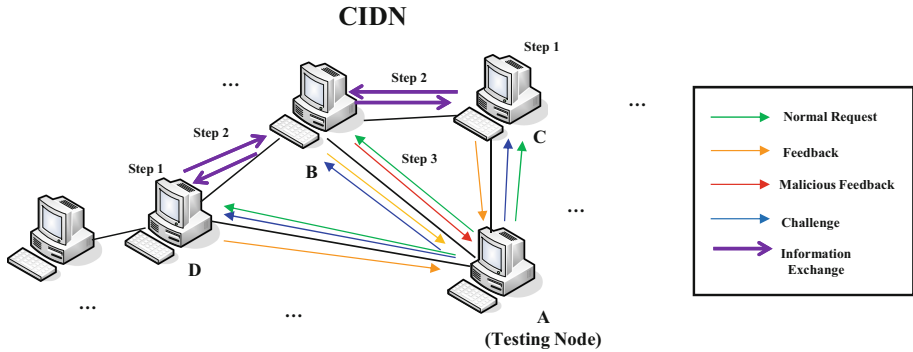 CIDN
Step 1
Step 2
...
...
Step 2
Step 1
B
Step 3
C
...
D
...
...
A
(Testing Node)
Normal Request
Feedback
Malicious Feedback
Challenge
Information
Exchange